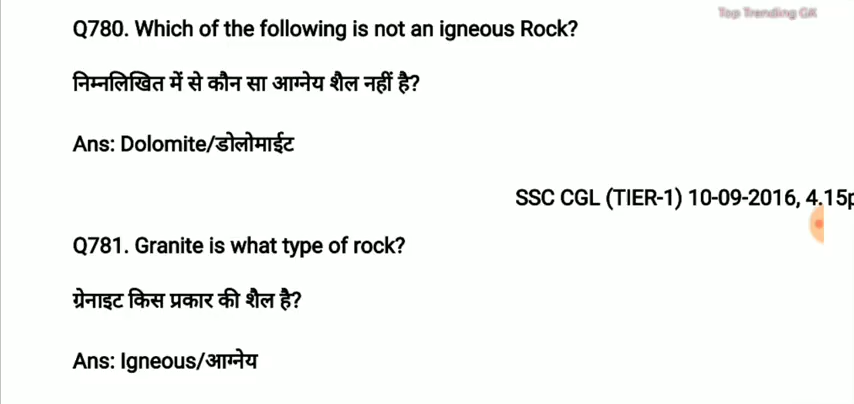 Top Trending GK
Q780. Which of the following is not an igneous Rock?
निम्नलिखित में से कौन सा आग्नेय शैल नहीं है?
Ans: Dolomite/डोलोमाईट
SSC CGL (TIER-1) 10-09-2016, 4.15p
Q781. Granite is what type of rock?
ग्रेनाइट किस प्रकार की शैल है?
Ans: Igneous/आग्नेय